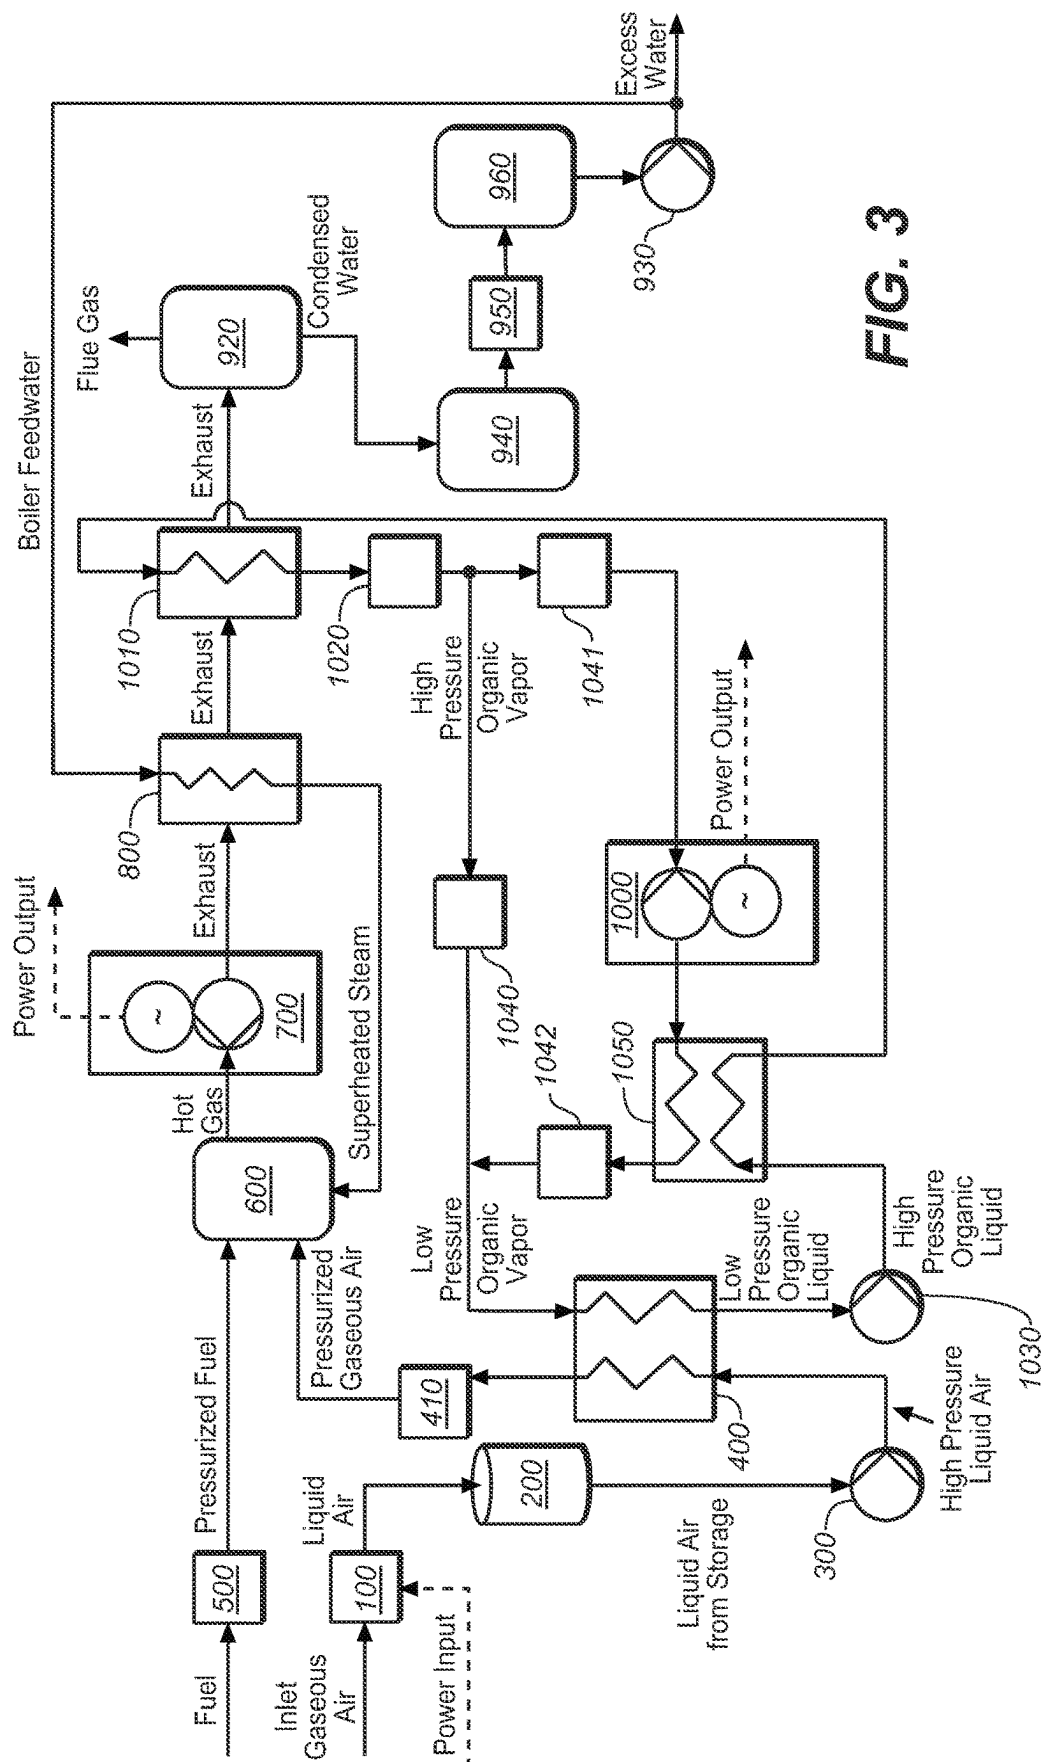 Fuel
500
Pressurized Fuel
Inlet
Gaseous
Air
100
Power Input
Liquid
Air
200
Liquid Air
from Storage
300
High Pressure
Liquid Air
400
410
Pressurized
Gaseous Air
600
Hot
Gas
700
Power Output
Exhaust
800
Superheated Steam
Exhaust
1010
Exhaust
Boiler Feedwater
920
Flue Gas
Condensed
Water
940
950
960
930
Excess
Water
1020
High
Pressure
Organic
Vapor
1041
1040
1000
Power Output
1050
1042
Low
Pressure
Organic
Vapor
Low
Pressure
Organic
Liquid
1030
High
Pressure
Organic
Liquid
~
~
FIG. 3